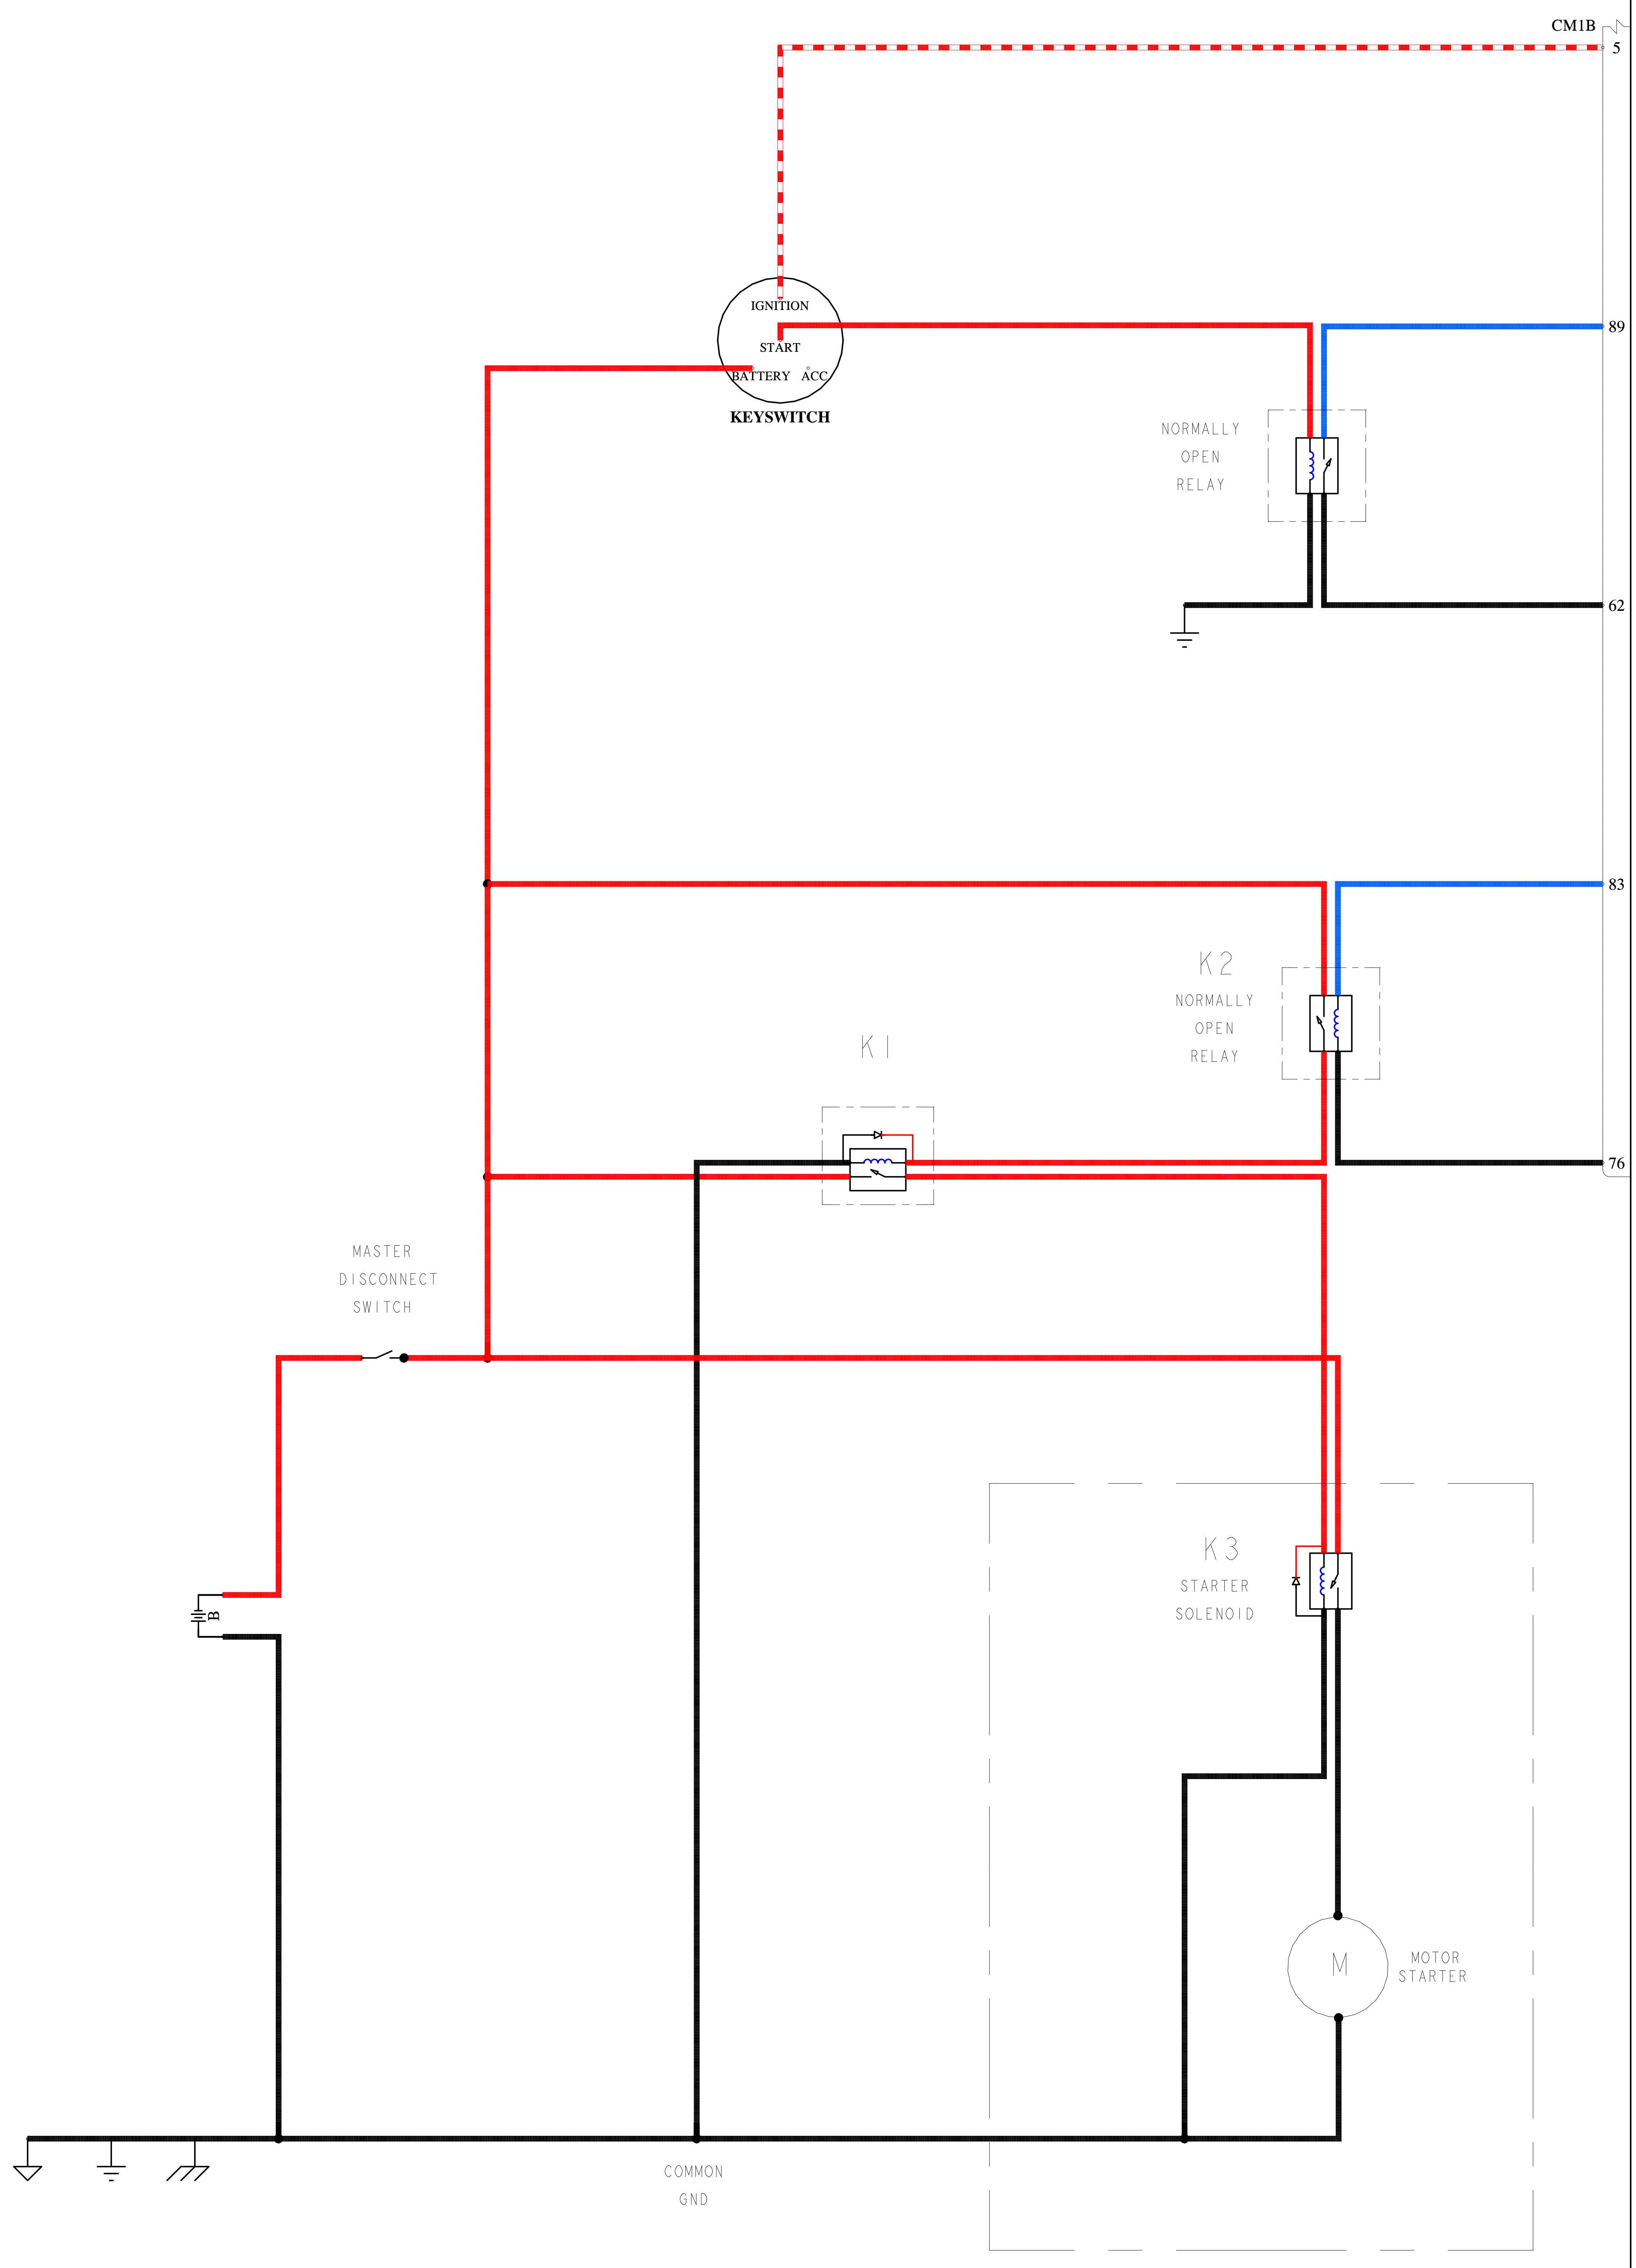 CM1B
5
IGNITION
START
BATTERY ACC
KEYSWITCH
89
NORMALLY
OPEN
RELAY
62
83
K2
NORMALLY
OPEN
RELAY
K1
76
MASTER
DISCONNECT
SWITCH
K3
STARTER
SOLENOID
B
M
MOTOR
STARTER
COMMON
GND